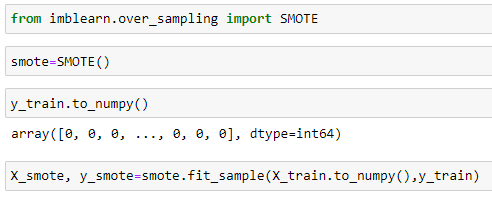 from imblearn.over_sampling import SMOTE
smote=SMOTE()
y_train.to_numpy()
array([0, 0, 0, ..., 0, 0, 0], dtype=int64)
X_smote, y_smote=smote.fit_sample(X_train.to_numpy(),y_train)